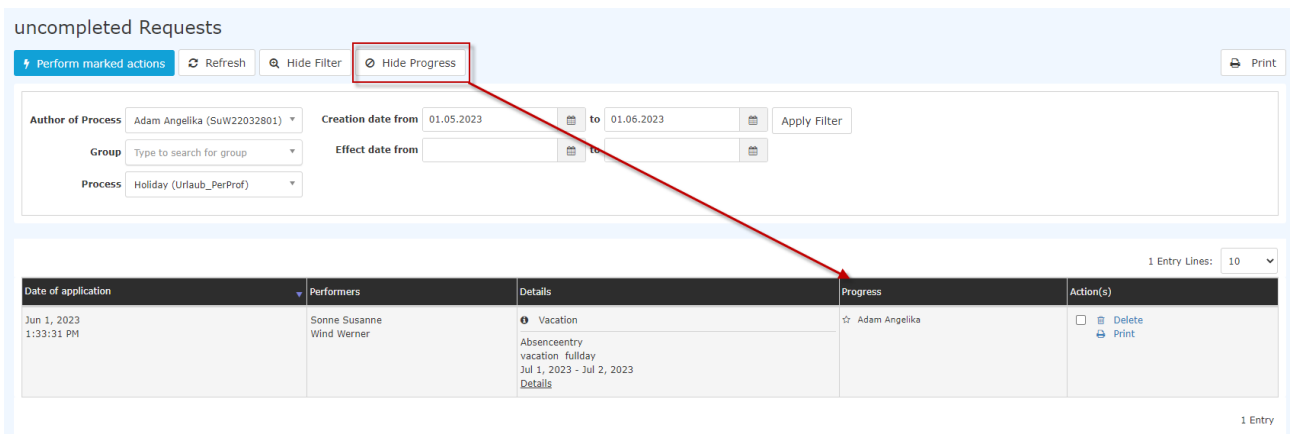 uncompleted Requests
Perform marked actions Refresh Hide Filter Hide Progress Print
Author of Process Adam Angelika (SuW22032801) Creation date from 01.05.2023 to 01.06.2023 Apply Filter
Group Type to search for group Effect date from to
Process Holiday (Urlaub_PerProf)
1 Entry Lines: 10
Date of application Performers Details Progress Action(s)
Jun 1, 2023 Sonne Susanne Vacation Adam Angelika Delete
1:33:31 PM Wind Werner Print
Absenceentry
vacation fullday
Jul 1, 2023 - Jul 2, 2023
Details
1 Entry